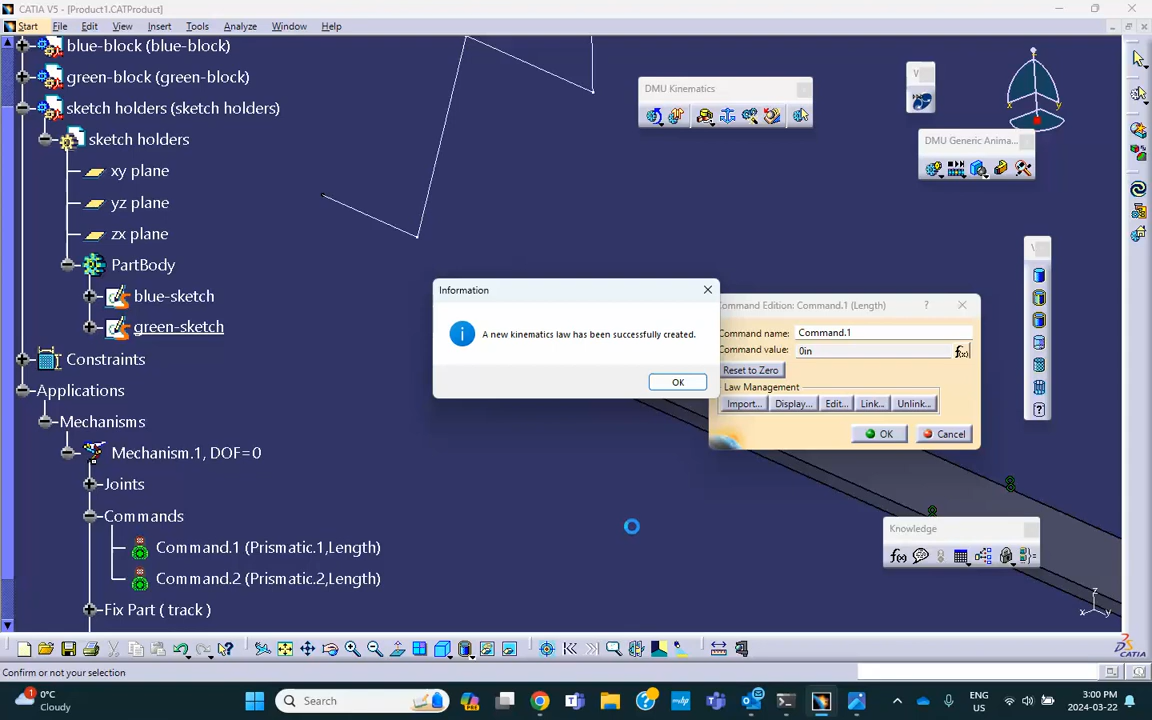 CATIA V5 - [Product1.CATProduct]
Start File Edit View Insert Tools Analyze Window Help
blue-block (blue-block)
green-block (green-block)
sketch holders (sketch holders)
sketch holders
xy plane
yz plane
zx plane
PartBody
blue-sketch
green-sketch
Constraints
Applications
Mechanisms
Mechanism.1, DOF=0
Joints
Commands
Command.1 (Prismatic.1,Length)
Command.2 (Prismatic.2,Length)
Fix Part ( track )
DMU Kinematics
V
DMU Generic Anima...
Information
A new kinematics law has been successfully created.
OK
Command Edition: Command.1 (Length)
?
Command name: Command.1
Command value: 0in
f(x)
Reset to Zero
Law Management
Import... Display... Edit... Link... Unlink...
OK Cancel
Knowledge
f(x)
z
x y
CATIA
Confirm or not your selection
0°C
Cloudy
Search
ENG
US
3:00 PM
2024-03-22